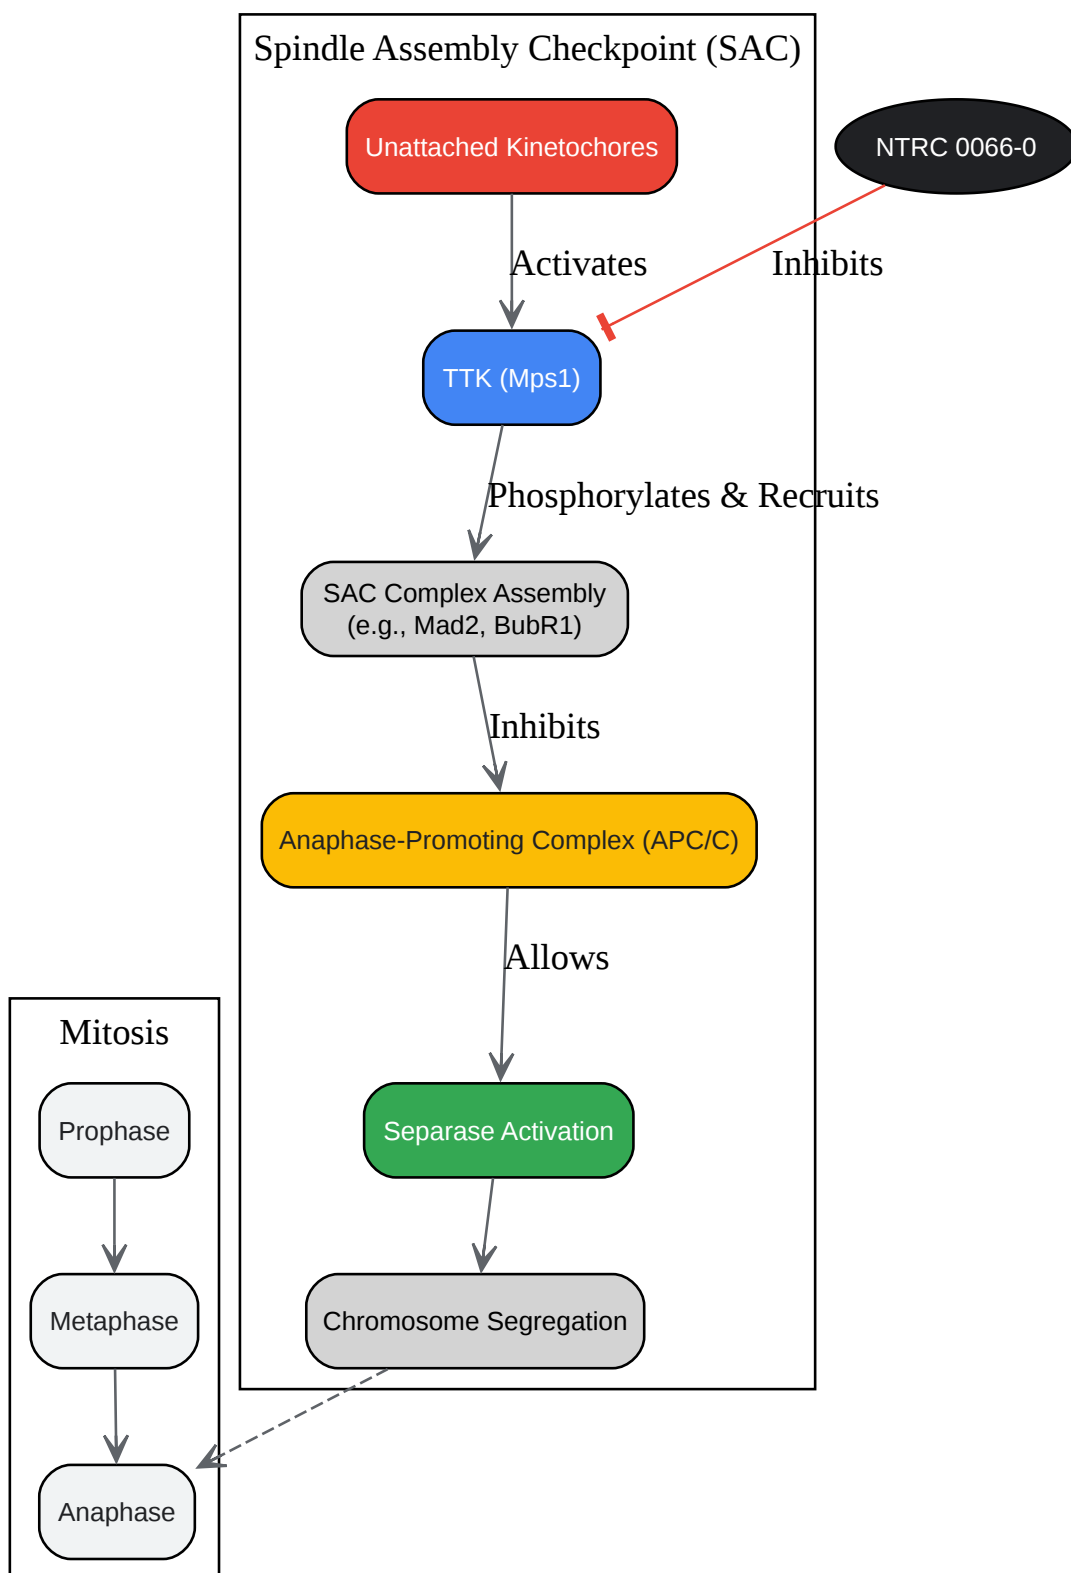 Spindle Assembly Checkpoint (SAC)
Unattached Kinetochores
NTRC 0066-0
Activates
Inhibits
TTK (Mps1)
Phosphorylates & Recruits
SAC Complex Assembly
(e.g., Mad2, BubR1)
Inhibits
Anaphase-Promoting Complex (APC/C)
Allows
Separase Activation
Chromosome Segregation
Mitosis
Prophase
Metaphase
Anaphase